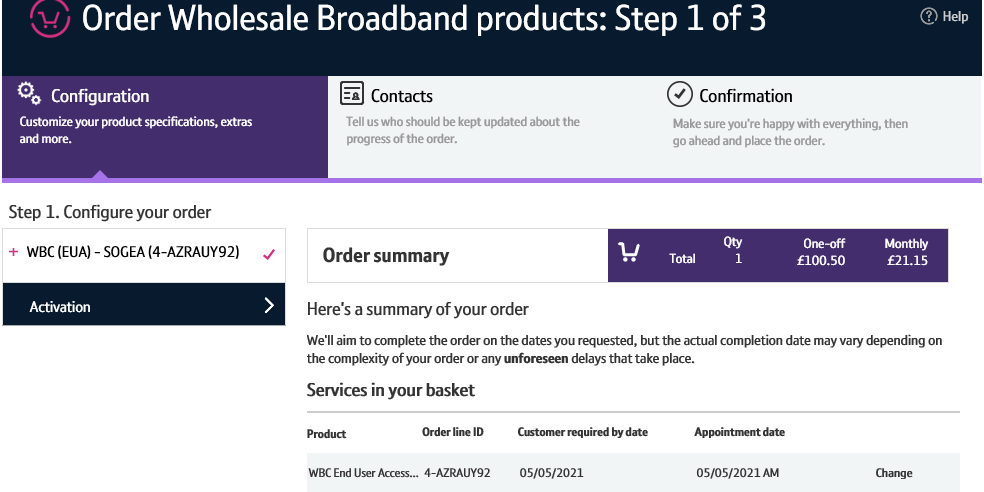 Order Wholesale Broadband products: Step 1 of 3
? Help
Configuration
Customize your product specifications, extras
and more.
Contacts
Tell us who should be kept updated about the
progress of the order.
Confirmation
Make sure you're happy with everything, then
go ahead and place the order.
Step 1. Configure your order
+ WBC (EUA) - SOGEA (4-AZRAUY92)
Activation
Order summary
Total
Qty
1
One-off
£100.50
Monthly
£21.15
Here's a summary of your order
We'll aim to complete the order on the dates you requested, but the actual completion date may vary depending on
the complexity of your order or any unforeseen delays that take place.
Services in your basket
Product Order line ID Customer required by date Appointment date
WBC End User Access... 4-AZRAUY92 05/05/2021 05/05/2021 AM Change